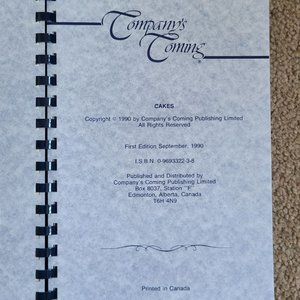 Company's
Coming
CAKES
Copyright © 1990 by Company's Coming Publishing Limited
All Rights Reserved
First Edition September, 1990
I.S.B.N. 0-9693322-3-8
Published and Distributed by
Company's Coming Publishing Limited
Box 8037, Station "F"
Edmonton, Alberta, Canada
T6H 4N9
Printed in Canada